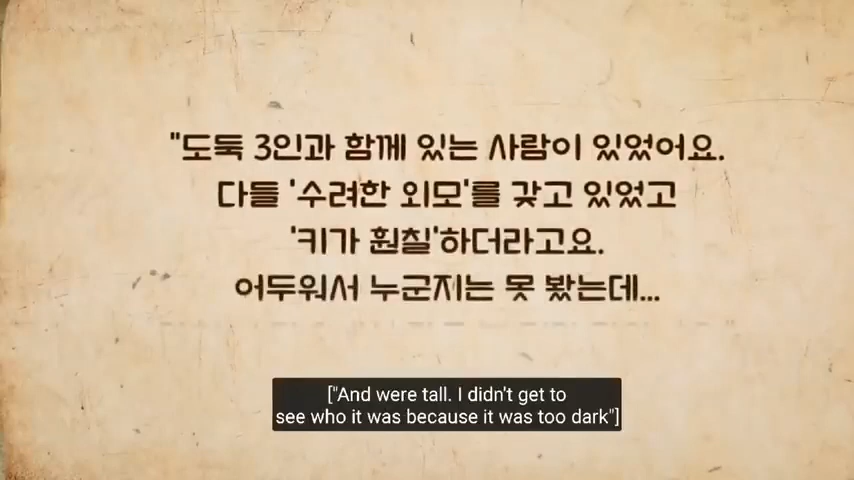 "도둑 3인과 함께 있는 사람이 있었어요.
다들 '수려한 외모'를 갖고 있었고
'키가 훤칠'하더라고요.
어두워서 누군지는 못 봤는데...
["And were tall. I didn't get to
see who it was because it was too dark"]